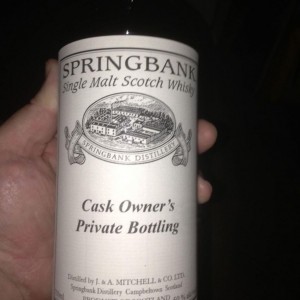 SPRINGBANK
Single Malt Scotch Whisky
SPRINGBANK DISTILLERY
Cask Owner's
Private Bottling
Distilled by J. & A. MITCHELL & CO. LTD.
Springbank Distillery Campbeltown Scotland